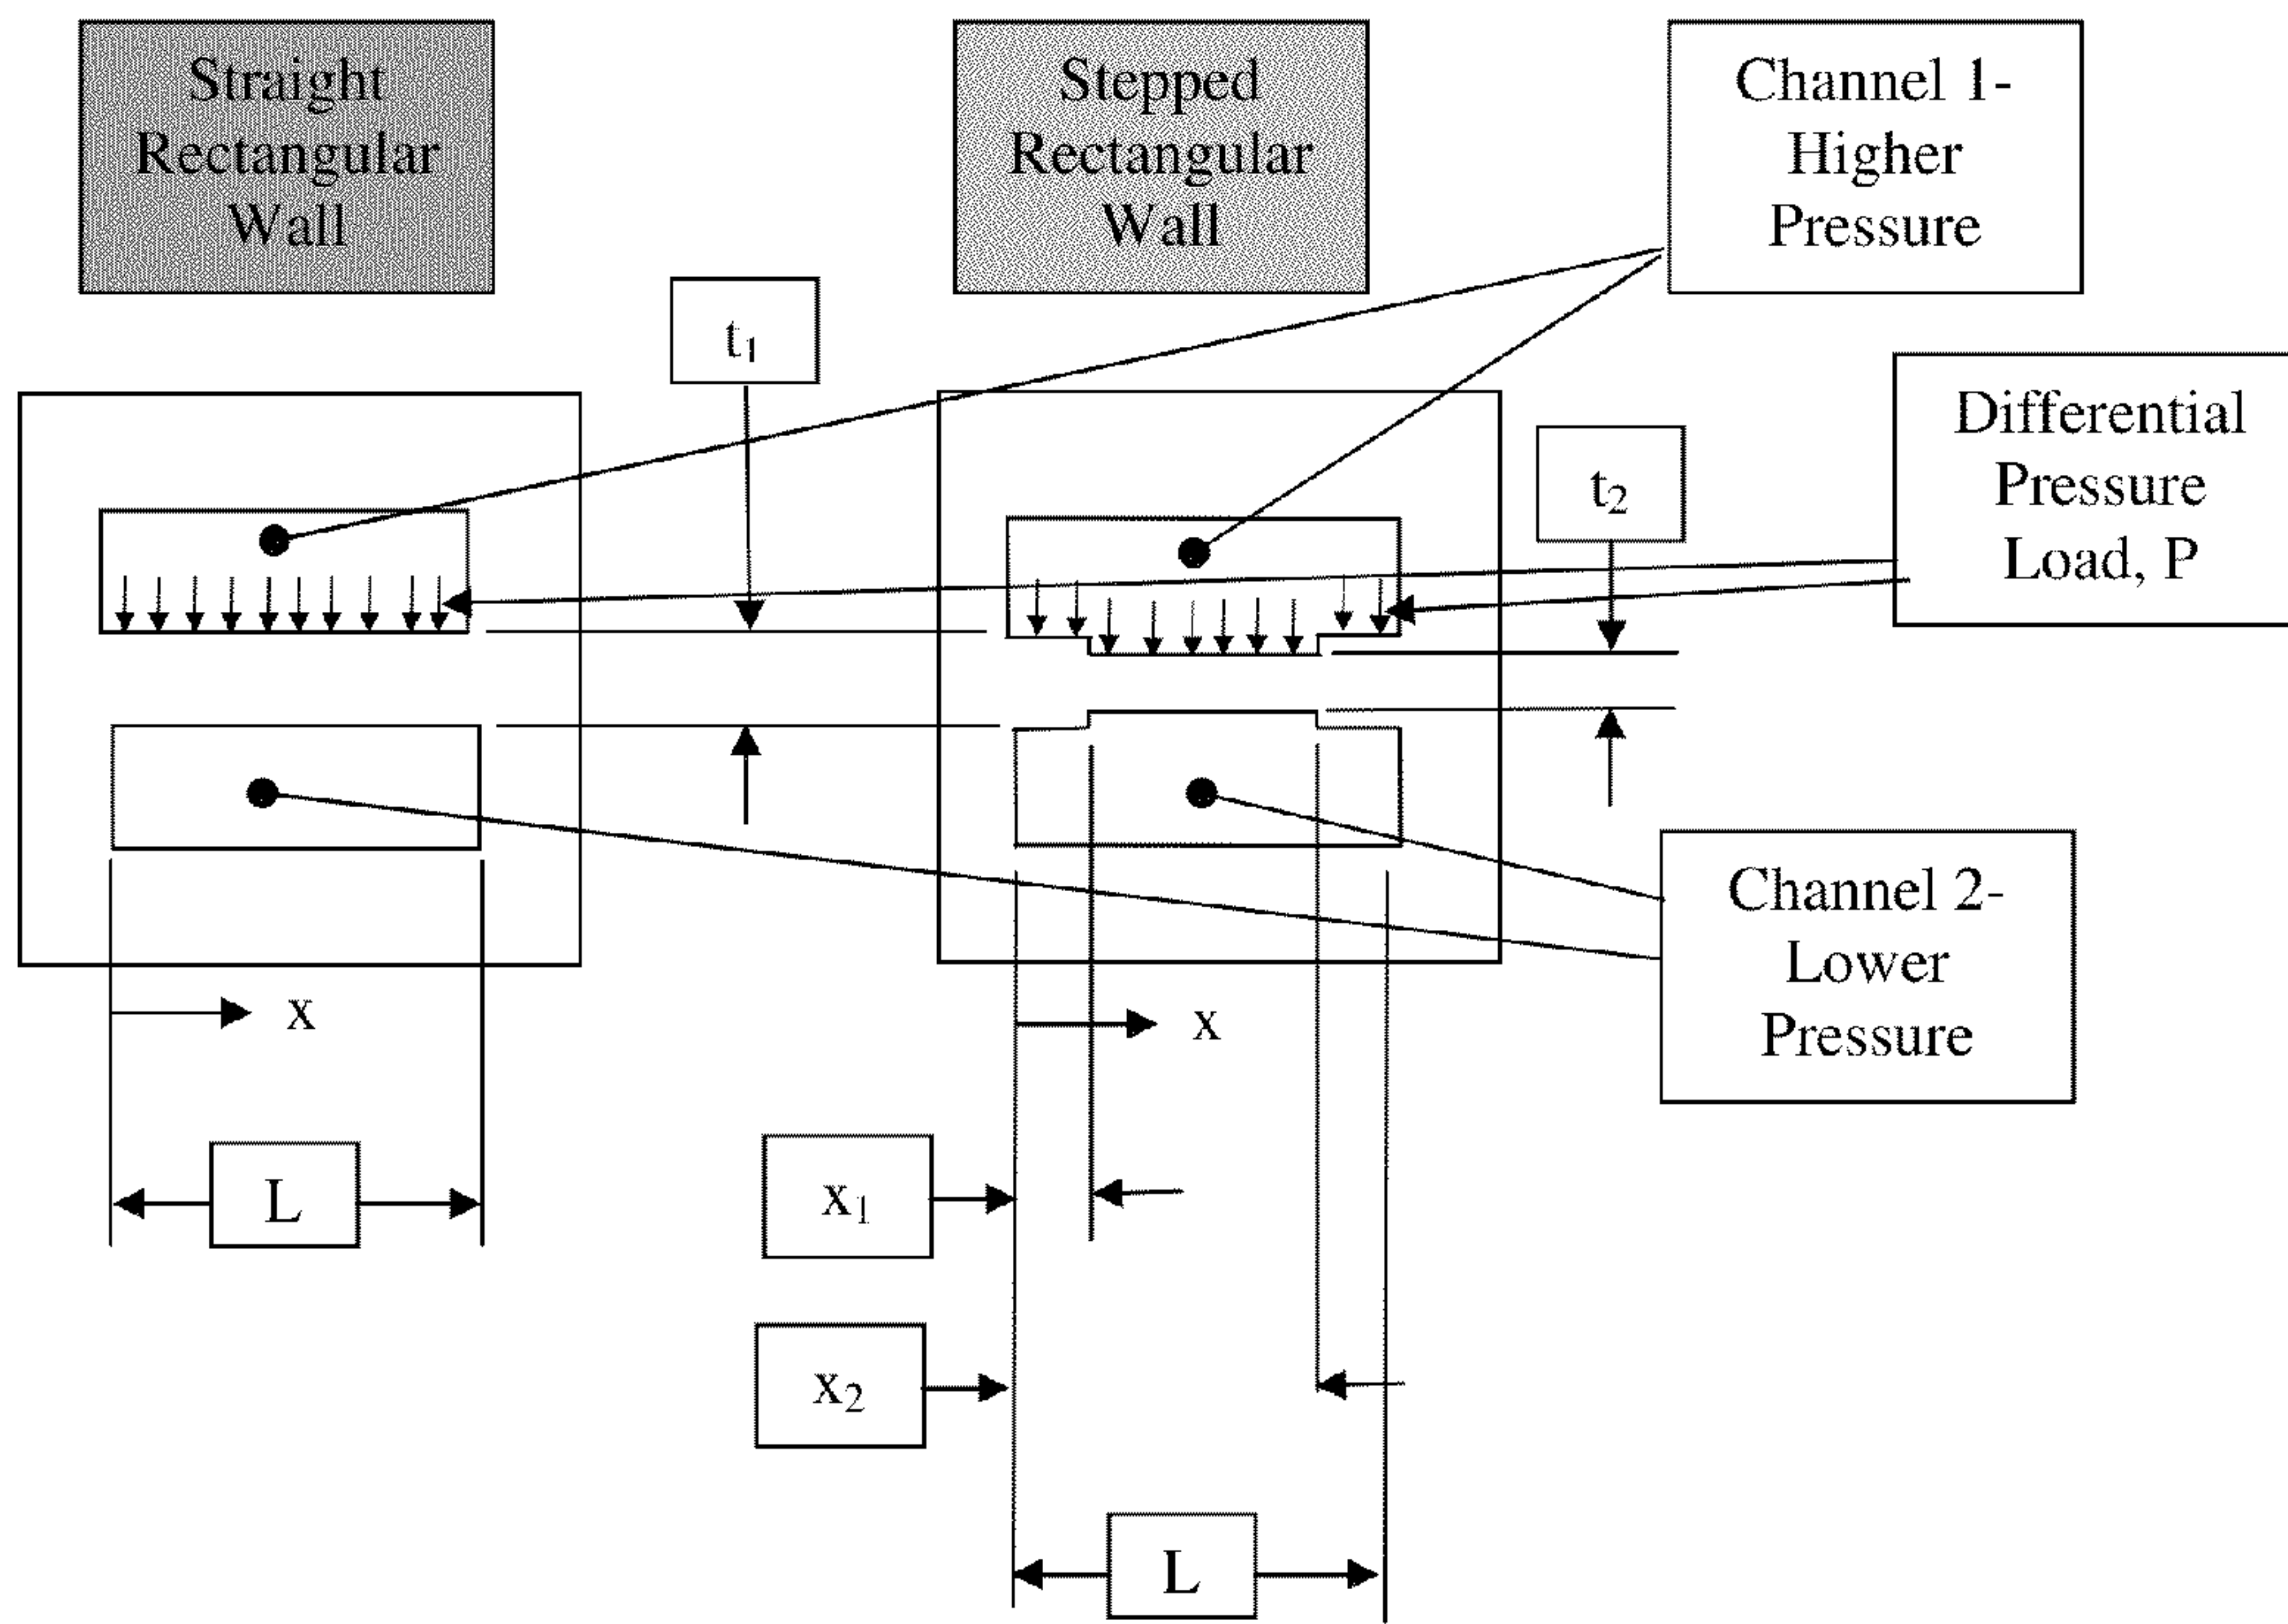 Straight
Rectangular
Wall
Stepped
Rectangular
Wall
Channel 1-
Higher
Pressure
t₁
Differential
Pressure
Load, P
t₂
Channel 2-
Lower
Pressure
x
x
L
x₁
x₂
L